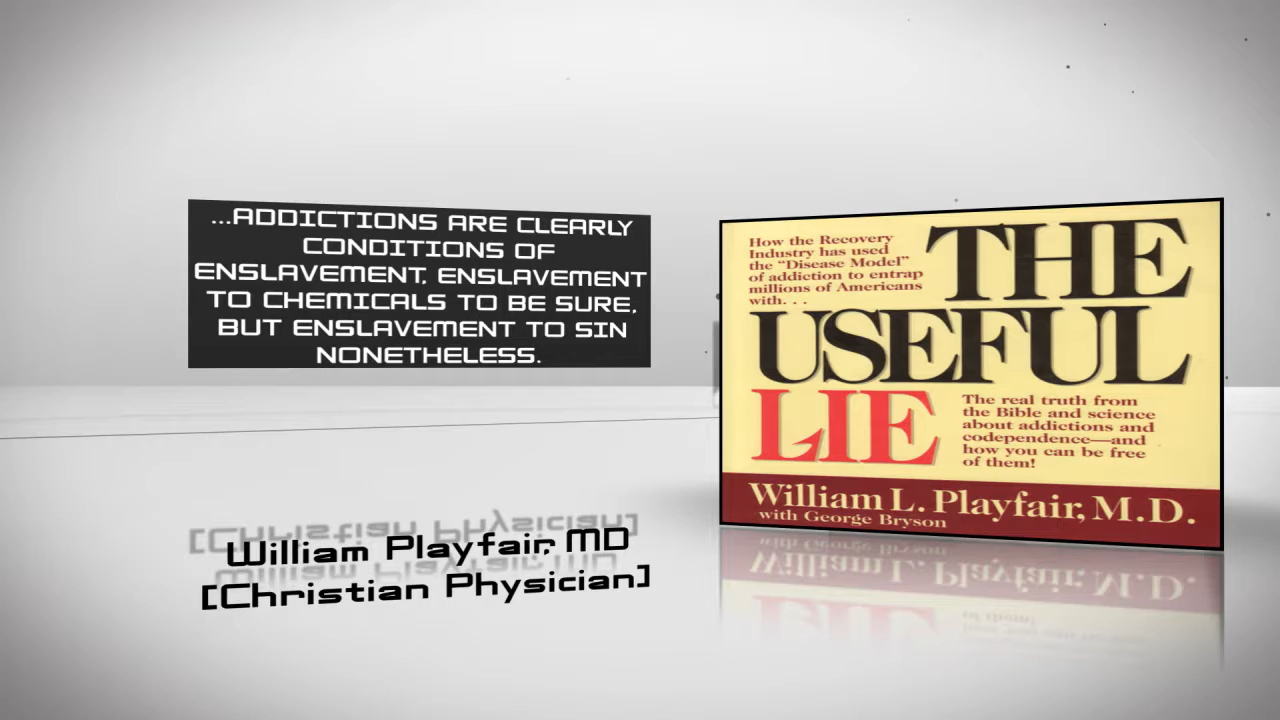 ...ADDICTIONS ARE CLEARLY
CONDITIONS OF
ENSLAVEMENT, ENSLAVEMENT
TO CHEMICALS TO BE SURE,
BUT ENSLAVEMENT TO SIN
NONETHELESS.
William Playfair, MD
[Christian Physician]
How the Recovery
Industry has used
the “Disease Model”
of addiction to entrap
millions of Americans
with. . .
THE
USEFUL
LIE
The real truth from
the Bible and science
about addictions and
codependence—and
how you can be free
of them!
William L. Playfair, M.D.
with George Bryson